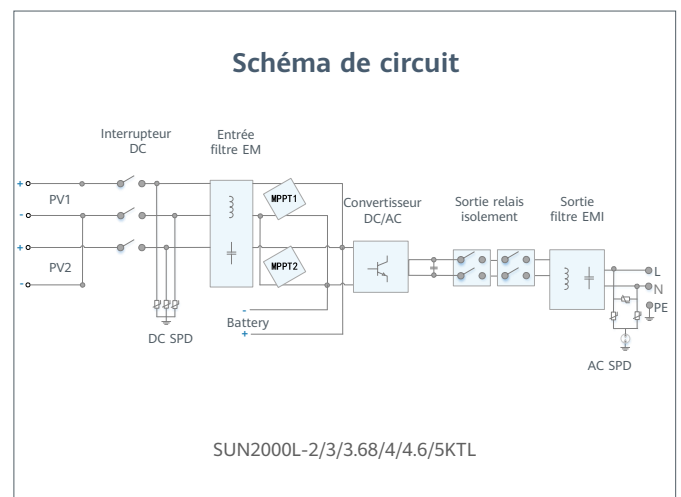 Schéma de circuit
Interrupteur
DC
Entrée
filtre EM
+
PV1
-
+
PV2
-
MPPT1
MPPT2
Convertisseur
DC/AC
Sortie relais
isolement
Sortie
filtre EMI
L
N
PE
DC SPD
-
Battery
+
AC SPD
SUN2000L-2/3/3.68/4/4.6/5KTL